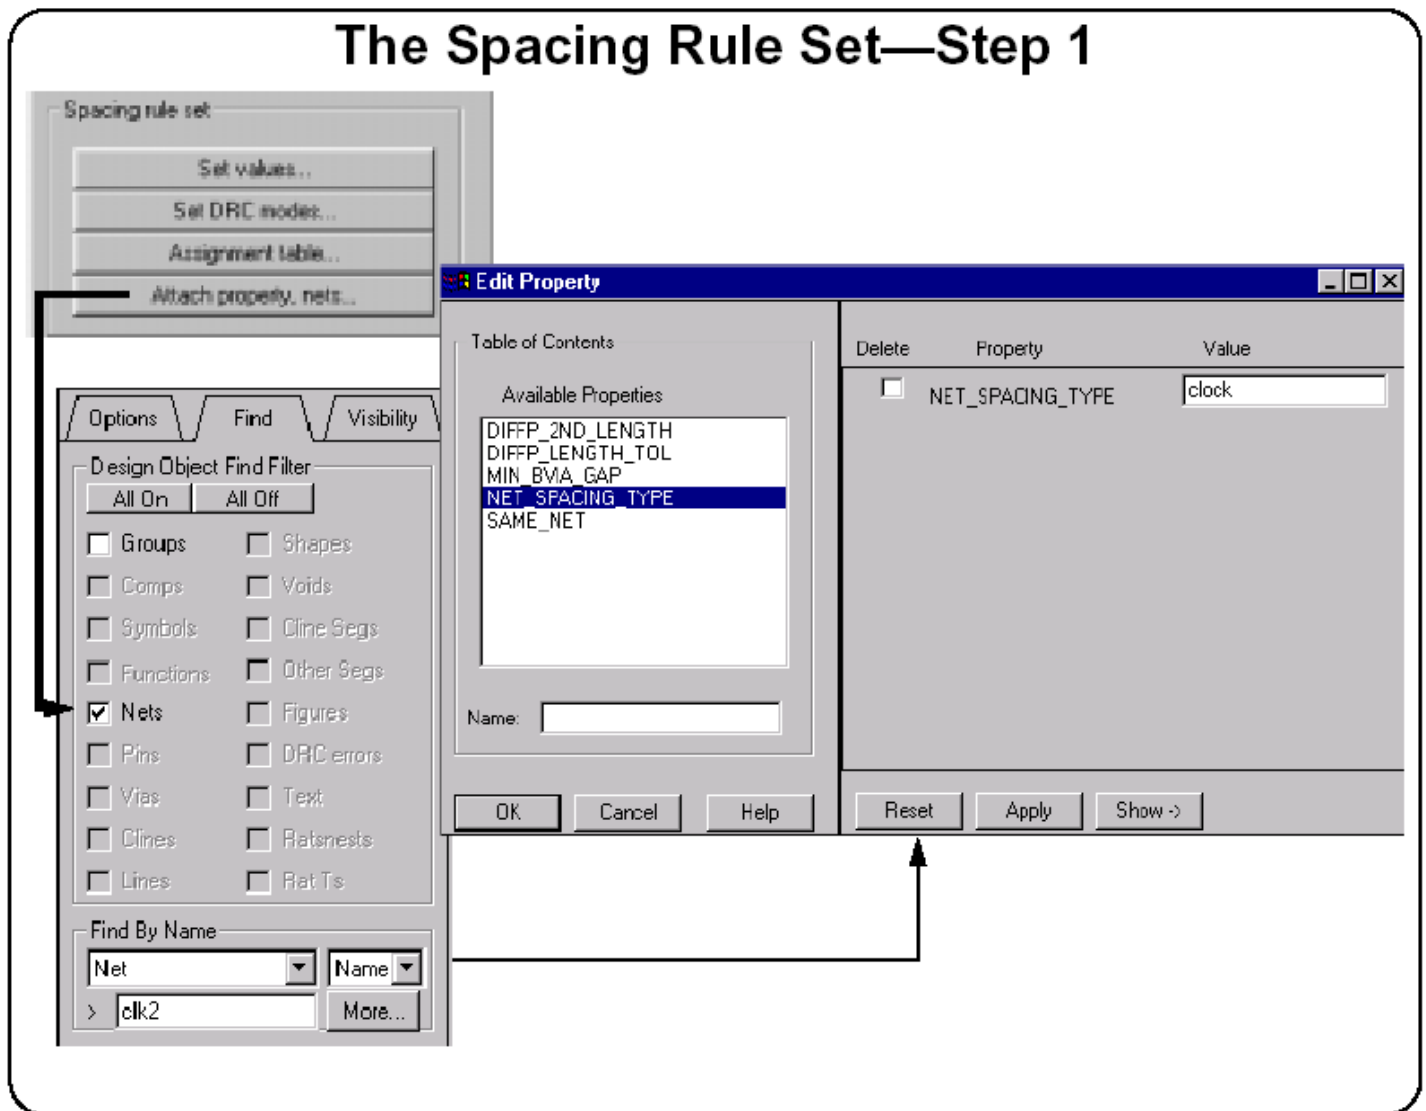 The Spacing Rule Set—Step 1
Spacing rule set
Set values...
Set DRC modes...
Assignment table...
Attach property, nets...
Edit Property
Table of Contents
Available Properties
DIFFP_2ND_LENGTH
DIFFP_LENGTH_TOL
MIN_BVIA_GAP
NET_SPACING_TYPE
SAME_NET
Name:
OK Cancel Help
Delete Property Value
NET_SPACING_TYPE clock
Reset Apply Show ->
Options Find Visibility
Design Object Find Filter
All On All Off
Groups Shapes
Comps Voids
Symbols Cline Segs
Functions Other Segs
Nets Figures
Pins DRC errors
Vias Text
Clines Ratsnests
Lines Rat Ts
Find By Name
Net Name
> clk2 More...